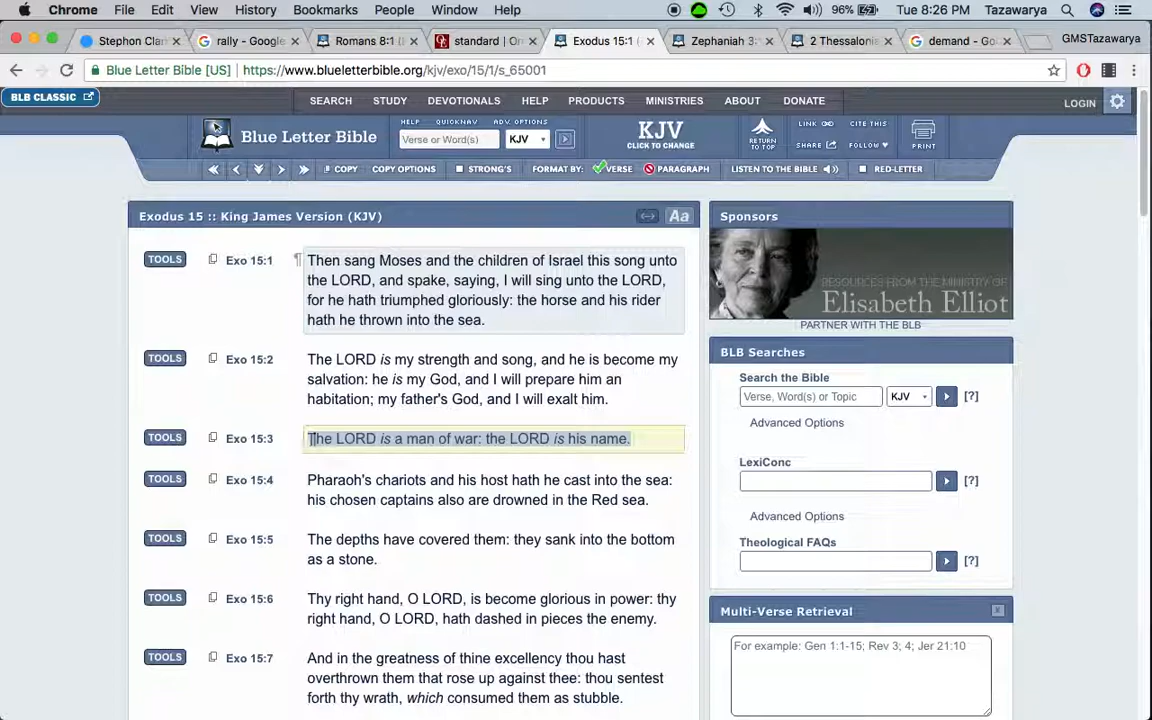 Chrome File Edit View History Bookmarks People Window Help 96% Tue 8:26 PM Tazawarya
Stephon Clar rally - Google Romans 8:1 ( standard | On Exodus 15:1 Zephaniah 3: 2 Thessaloni demand - Go GMSTazawarya
Blue Letter Bible [US] https://www.blueletterbible.org/kjv/exo/15/1/s_65001
BLB CLASSIC SEARCH STUDY DEVOTIONALS HELP PRODUCTS MINISTRIES ABOUT DONATE LOGIN
HELP QUICKNAV ADV. OPTIONS
Blue Letter Bible Verse or Word(s) KJV
KJV
CLICK TO CHANGE
RETURN
TO TOP
LINK CITE THIS
SHARE FOLLOW PRINT
COPY COPY OPTIONS STRONG'S FORMAT BY: VERSE PARAGRAPH LISTEN TO THE BIBLE RED-LETTER
Exodus 15 :: King James Version (KJV) Aa
TOOLS Exo 15:1 ¶ Then sang Moses and the children of Israel this song unto
the LORD, and spake, saying, I will sing unto the LORD,
for he hath triumphed gloriously: the horse and his rider
hath he thrown into the sea.
TOOLS Exo 15:2 The LORD is my strength and song, and he is become my
salvation: he is my God, and I will prepare him an
habitation; my father's God, and I will exalt him.
TOOLS Exo 15:3 The LORD is a man of war: the LORD is his name.
TOOLS Exo 15:4 Pharaoh's chariots and his host hath he cast into the sea:
his chosen captains also are drowned in the Red sea.
TOOLS Exo 15:5 The depths have covered them: they sank into the bottom
as a stone.
TOOLS Exo 15:6 Thy right hand, O LORD, is become glorious in power: thy
right hand, O LORD, hath dashed in pieces the enemy.
TOOLS Exo 15:7 And in the greatness of thine excellency thou hast
overthrown them that rose up against thee: thou sentest
forth thy wrath, which consumed them as stubble.
Sponsors
RESOURCES FROM THE MINISTRY OF
Elisabeth Elliot
PARTNER WITH THE BLB
BLB Searches
Search the Bible
Verse, Word(s) or Topic KJV [?]
Advanced Options
LexiConc
[?]
Advanced Options
Theological FAQs
[?]
Multi-Verse Retrieval x
For example: Gen 1:1-15; Rev 3; 4; Jer 21:10